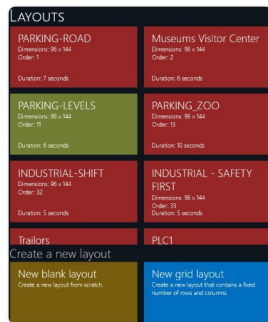 LAYOUTS
PARKING-ROAD
Dimensions: 96 x 144
Order: 1
Duration: 7 seconds
Museums Visitor Center
Dimensions: 96 x 144
Order: 2
Duration: 6 seconds
PARKING-LEVELS
Dimensions: 96 x 144
Order: 11
Duration: 6 seconds
PARKING_ZOO
Dimensions: 96 x 144
Order: 13
Duration: 10 seconds
INDUSTRIAL-SHIFT
Dimensions: 96 x 144
Order: 32
Duration: 5 seconds
INDUSTRIAL - SAFETY
FIRST
Dimensions: 96 x 144
Order: 33
Duration: 5 seconds
Trailors
PLC1
Create a new layout
New blank layout
Create a new layout from scratch.
New grid layout
Create a new layout that contains a fixed
number of rows and columns.